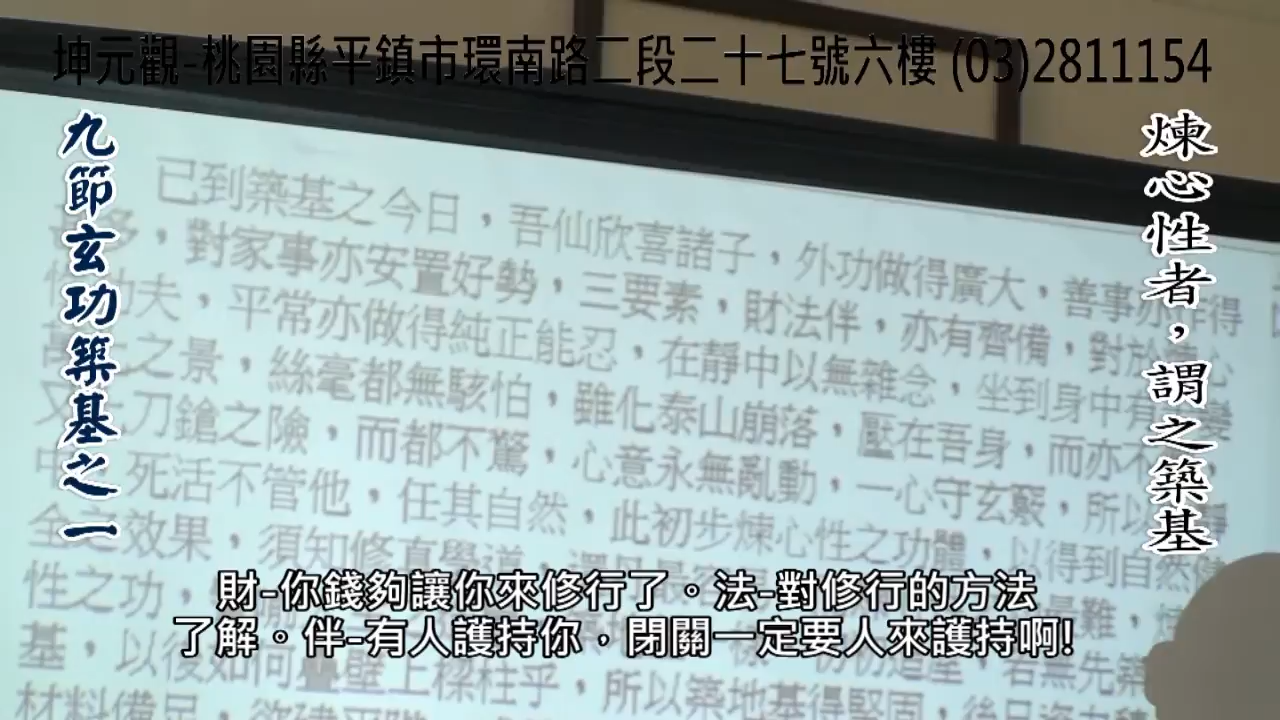 坤元觀-桃園縣平鎮市環南路二段二十七號六樓 (03)2811154
九節玄功築基之一
煉心性者，謂之築基
已到築基之今日，吾仙欣喜諸子，外功做得廣大，善事亦
，對家事亦安置好勢，三要素，財法伴，亦有齊備，對於
功夫，平常亦做得純正能忍，在靜中以無雜念，坐到身中有
之景，絲毫都無駭怕，雖化泰山崩落，壓在吾身，而亦不
刀鎗之險，而都不驚，心意永無亂動，一心守玄竅，所以
死活不管他，任其自然，此初步煉心性之功體，以得到自然
全之效果，須知修真學道，還
性之功，
基，以後如何疊壁上樑柱乎，所以築地基得堅固，後日
材料備足，欲建
財-你錢夠讓你來修行了。法-對修行的方法
了解。伴-有人護持你，閉關一定要人來護持啊!